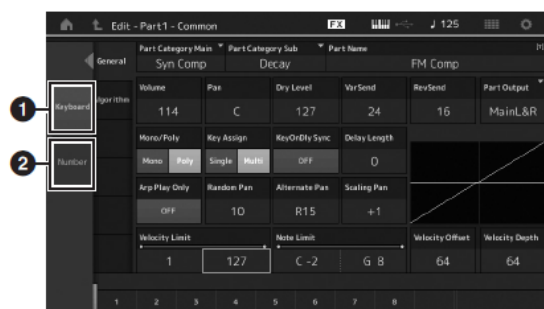 Edit - Part1 - Common FX 125
Part Category Main Part Category Sub Part Name
General Syn Comp Decay FM Comp
Volume Pan Dry Level VarSend RevSend Part Output
1 Keyboard Algorithm 114 C 127 24 16 MainL&R
Mono/Poly Key Assign KeyOnDly Sync Delay Length
2 Number Mono Poly Single Multi OFF 0
Arp Play Only Random Pan Alternate Pan Scaling Pan
OFF 10 R15 +1
Velocity Limit Note Limit Velocity Offset Velocity Depth
1 127 C -2 G 8 64 64
1 2 3 4 5 6 7 8